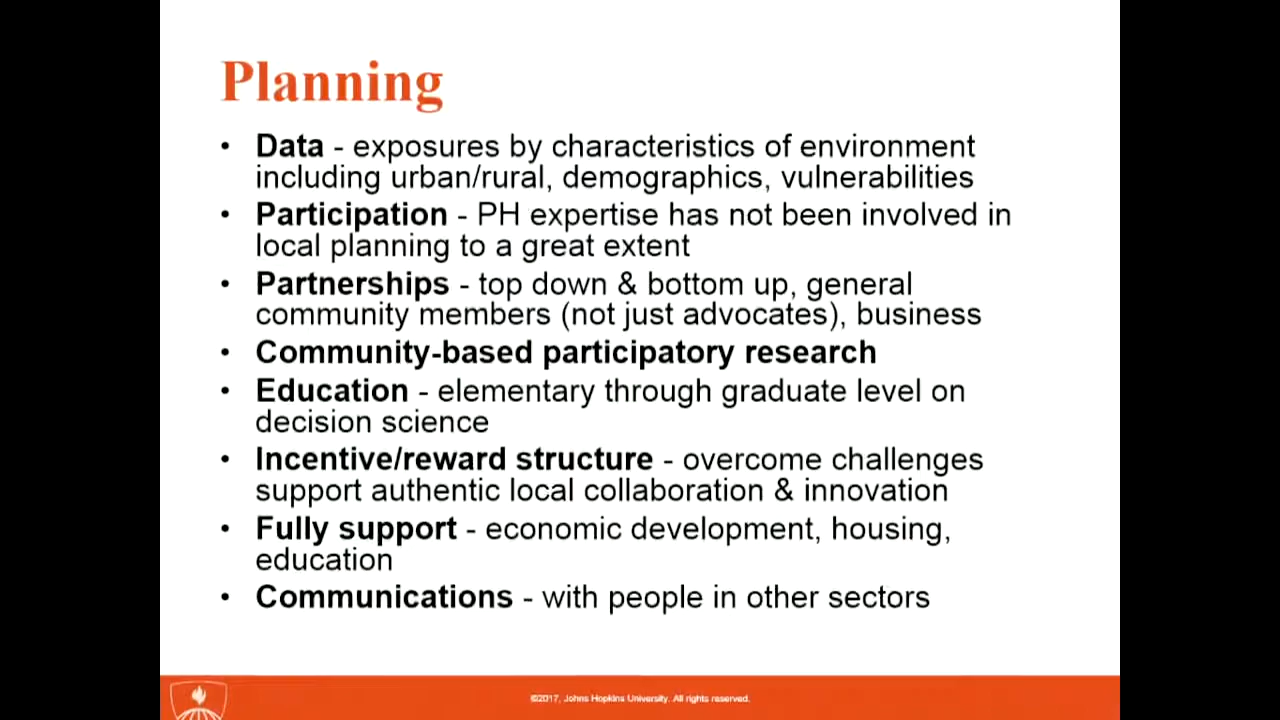 Planning
• Data - exposures by characteristics of environment
including urban/rural, demographics, vulnerabilities
• Participation - PH expertise has not been involved in
local planning to a great extent
• Partnerships - top down & bottom up, general
community members (not just advocates), business
• Community-based participatory research
• Education - elementary through graduate level on
decision science
• Incentive/reward structure - overcome challenges
support authentic local collaboration & innovation
• Fully support - economic development, housing,
education
• Communications - with people in other sectors
©2017, Johns Hopkins University. All rights reserved.